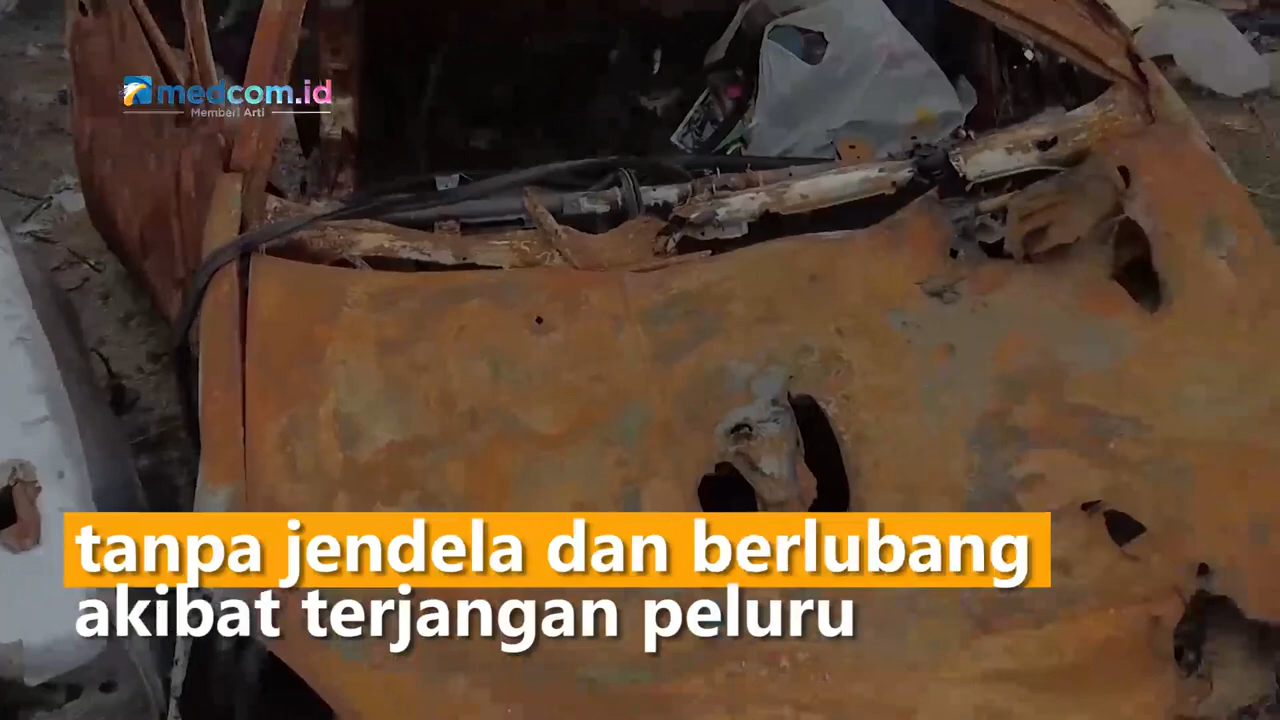 medcom.id
Memberi Arti
tanpa jendela dan berlubang
akibat terjangan peluru